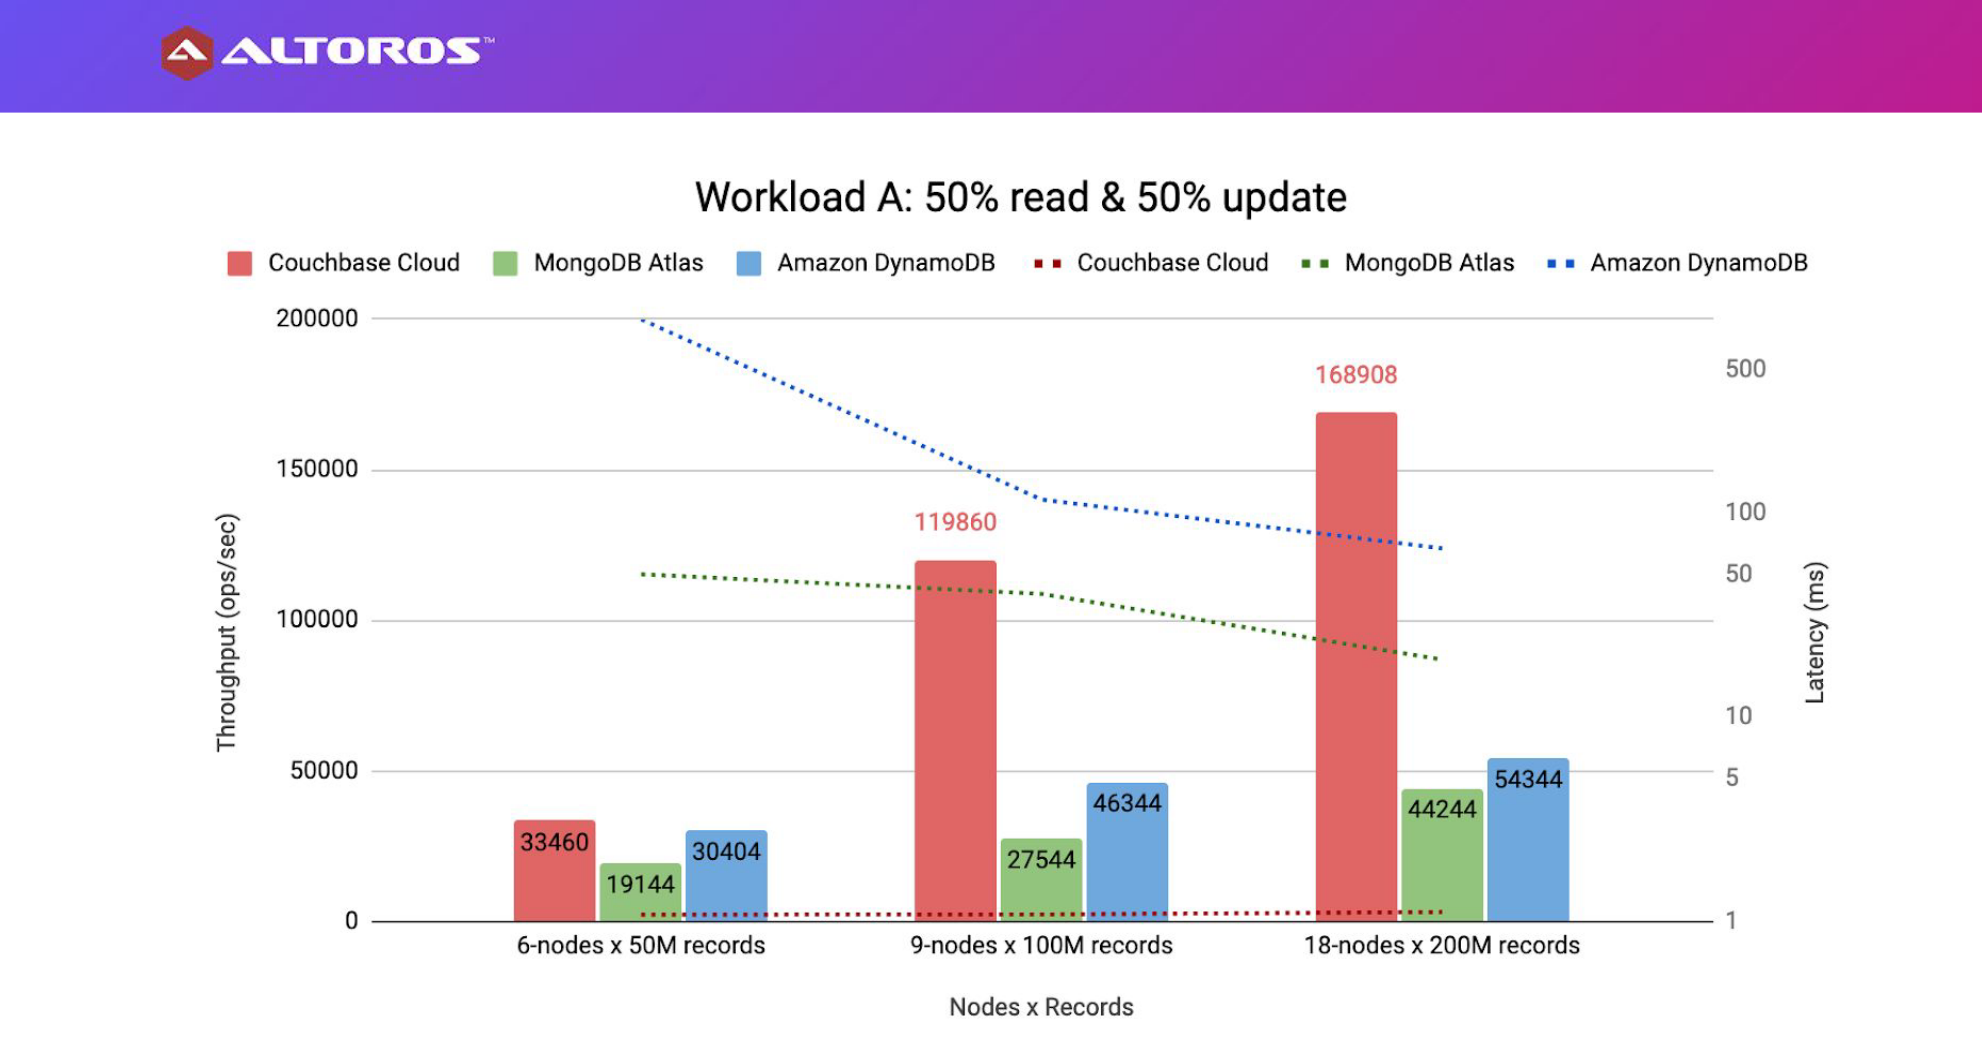 ALTOROS™
Workload A: 50% read & 50% update
Couchbase Cloud MongoDB Atlas Amazon DynamoDB Couchbase Cloud MongoDB Atlas Amazon DynamoDB
200000
150000
100000
50000
0
Throughput (ops/sec)
500
100
50
10
5
1
Latency (ms)
33460
19144
30404
119860
27544
46344
168908
44244
54344
6-nodes x 50M records 9-nodes x 100M records 18-nodes x 200M records
Nodes x Records